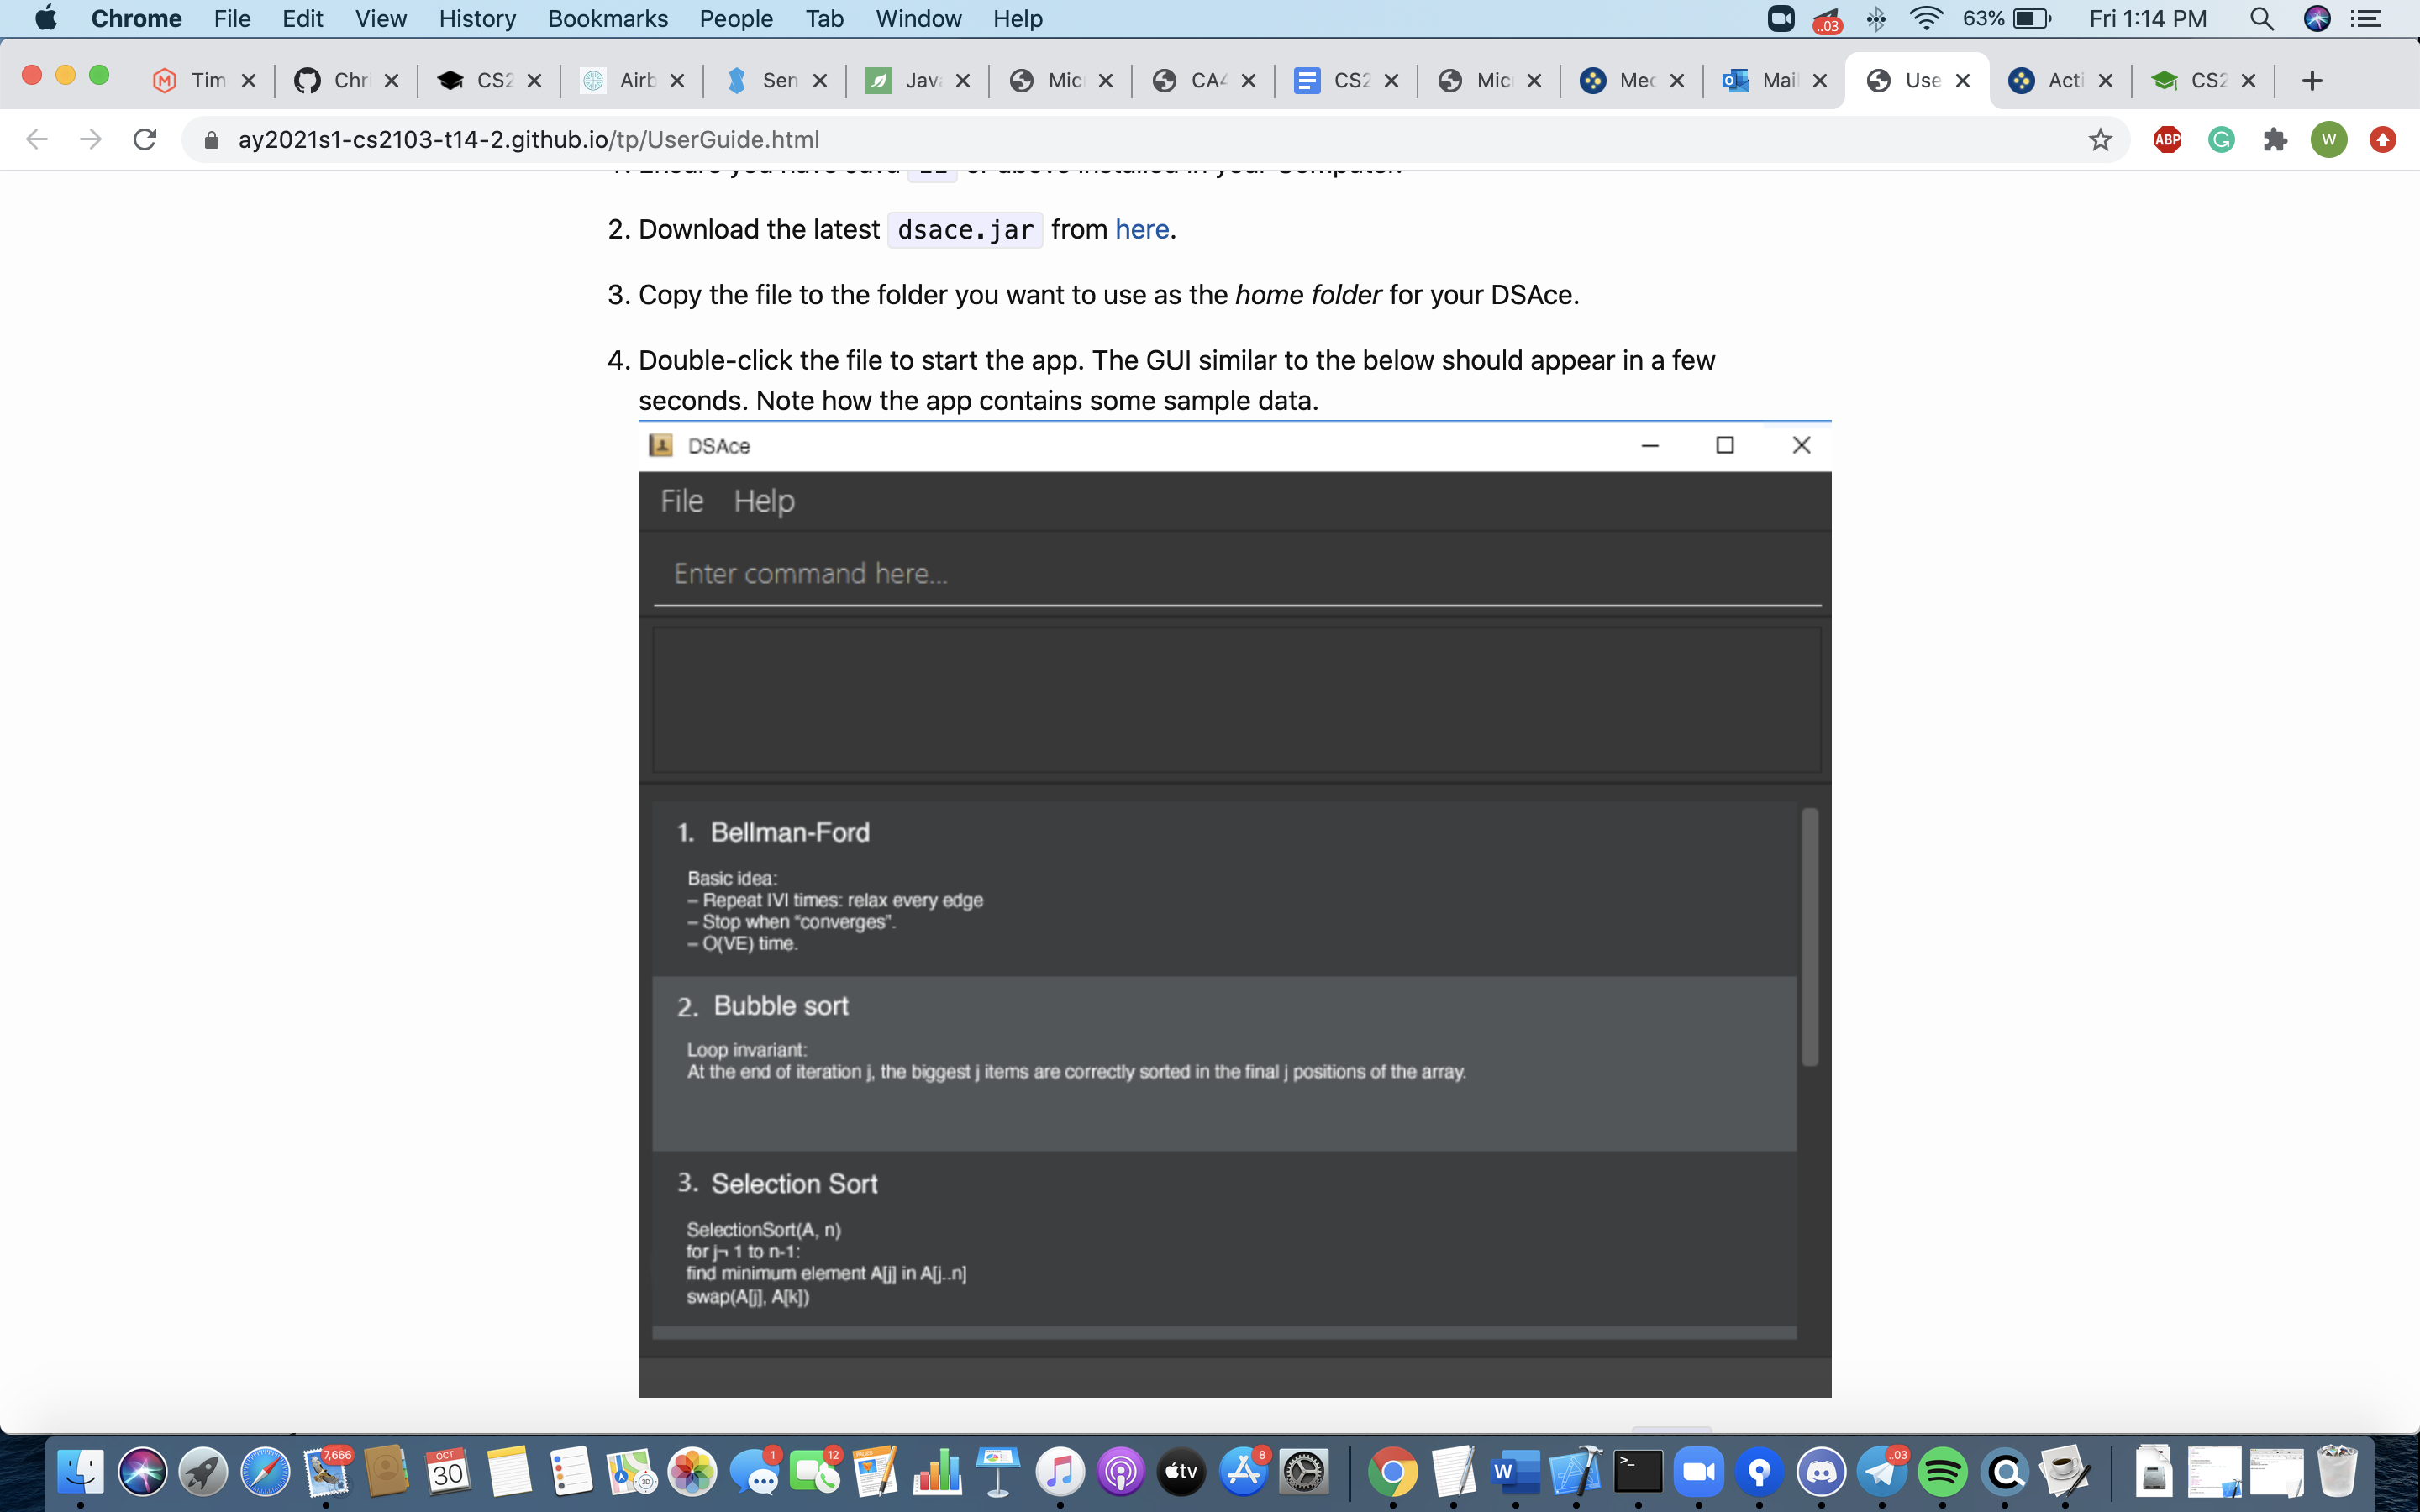 Chrome File Edit View History Bookmarks People Tab Window Help ..03 63% Fri 1:14 PM
Tim Chri CS2 Airb Sen Java Mic CA4 CS2 Mic Mec Mail Use Acti CS2
ay2021s1-cs2103-t14-2.github.io/tp/UserGuide.html ABP G W
2. Download the latest dsace.jar from here.
3. Copy the file to the folder you want to use as the home folder for your DSAce.
4. Double-click the file to start the app. The GUI similar to the below should appear in a few
seconds. Note how the app contains some sample data.
DSAce
File Help
Enter command here...
1. Bellman-Ford
Basic idea:
– Repeat IVI times: relax every edge
– Stop when “converges”.
– O(VE) time.
2. Bubble sort
Loop invariant:
At the end of iteration j, the biggest j items are correctly sorted in the final j positions of the array.
3. Selection Sort
SelectionSort(A, n)
for j¬ 1 to n-1:
find minimum element A[j] in A[j..n]
swap(A[j], A[k])
7,666 OCT 30 3D 1 12 PAGES tv 8 W >_ ..03